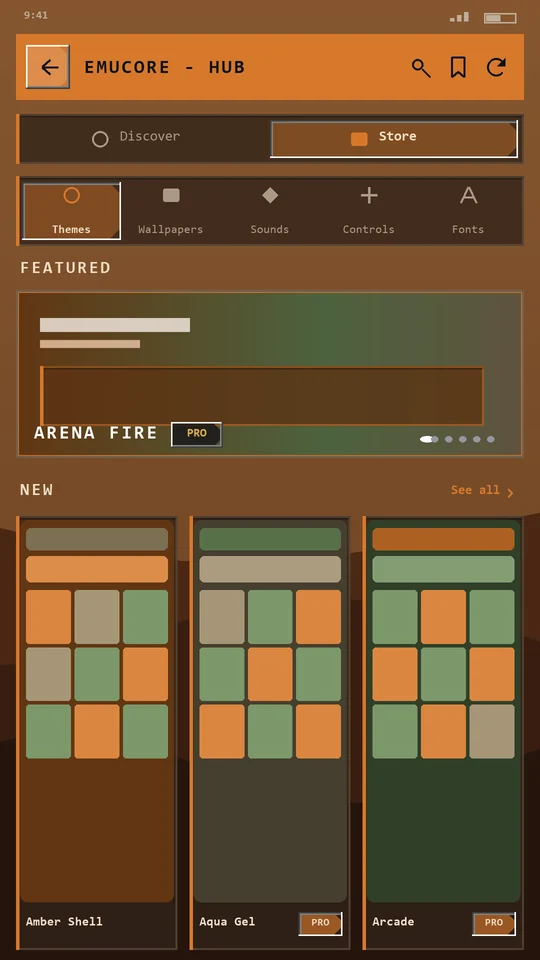 9:41
EMUCORE - HUB
Discover
Store
Themes
Wallpapers
Sounds
Controls
Fonts
FEATURED
ARENA FIRE
PRO
NEW
See all
Amber Shell
Aqua Gel
PRO
Arcade
PRO